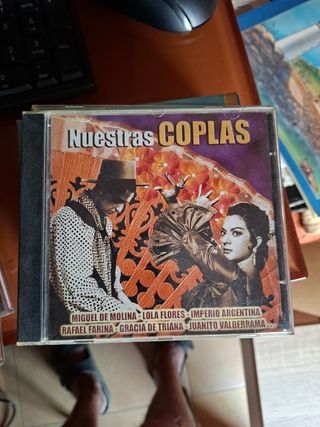 Nuestras COPLAS
MIGUEL DE MOLINA - LOLA FLORES - IMPERIO ARGENTINA
RAFAEL FARINA - GRACIA DE TRIANA - JUANITO VALDERRAMA...